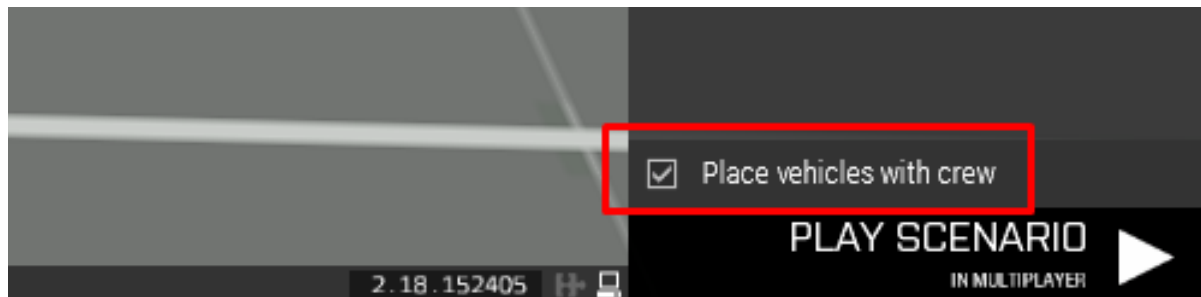 Place vehicles with crew
PLAY SCENARIO
IN MULTIPLAYER
2.18.152405